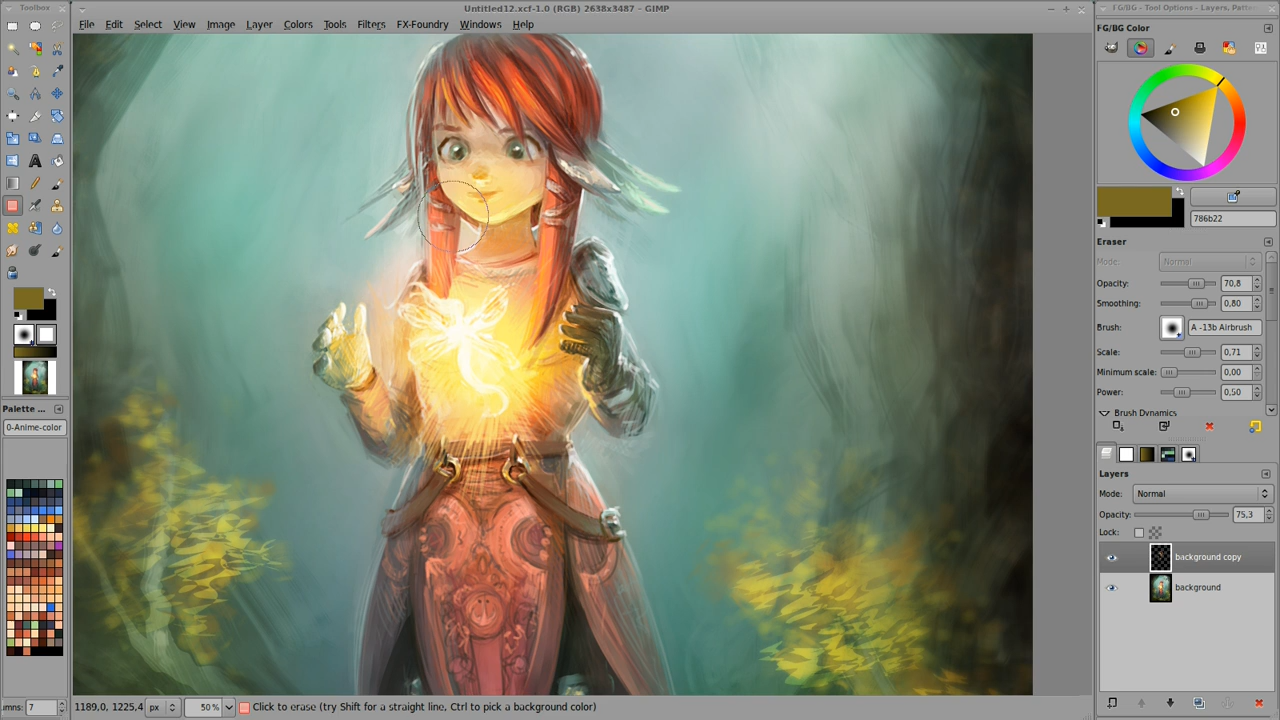 Toolbox
Untitled12.xcf-1.0 (RGB) 2638x3487 - GIMP
FG/BG - Tool Options - Layers, Patter
File Edit Select View Image Layer Colors Tools Filters FX-Foundry Windows Help
FG/BG Color
786b22
Eraser
Mode: Normal
Opacity: 70,8
Smoothing: 0,80
Brush: A -13b Airbrush
Scale: 0,71
Minimum scale: 0,00
Power: 0,50
Brush Dynamics
Palette ...
0-Anime-color
Layers
Mode: Normal
Opacity: 75,3
Lock:
background copy
background
umns: 7
1189,0, 1225,4 px 50% Click to erase (try Shift for a straight line, Ctrl to pick a background color)